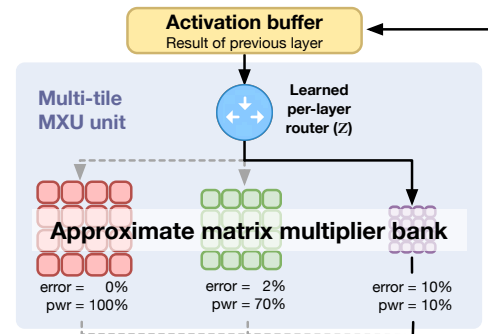 Activation buffer
Result of previous layer
Multi-tile
MXU unit
Learned
per-layer
router (Z)
Approximate matrix multiplier bank
error = 0%
pwr = 100%
error = 2%
pwr = 70%
error = 10%
pwr = 10%